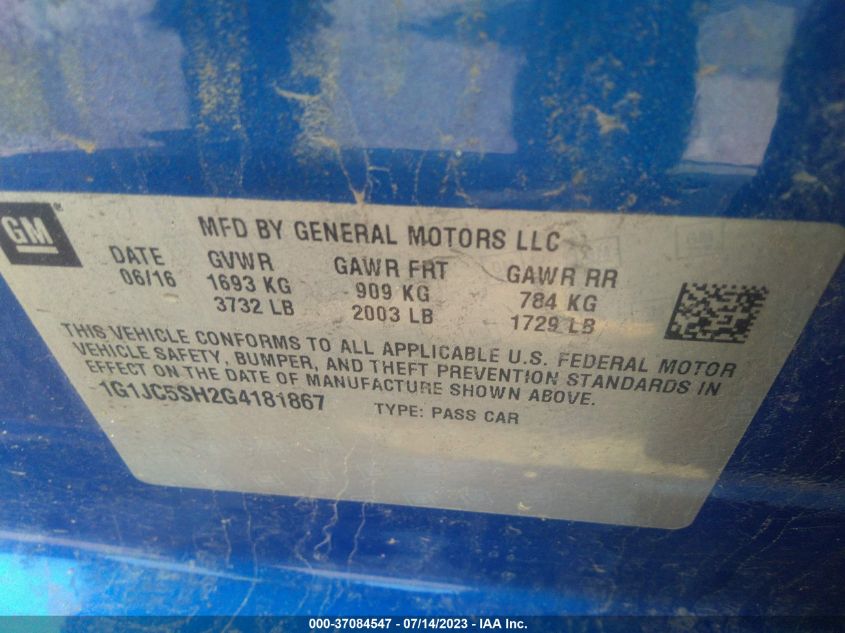 GM ®
MFD BY GENERAL MOTORS LLC
DATE GVWR GAWR FRT GAWR RR
06/16 1693 KG 909 KG 784 KG
3732 LB 2003 LB 1729 LB
THIS VEHICLE CONFORMS TO ALL APPLICABLE U.S. FEDERAL MOTOR
VEHICLE SAFETY, BUMPER, AND THEFT PREVENTION STANDARDS IN
EFFECT ON THE DATE OF MANUFACTURE SHOWN ABOVE.
1G1JC5SH2G4181867 TYPE: PASS CAR
000-37084547 - 07/14/2023 - IAA Inc.